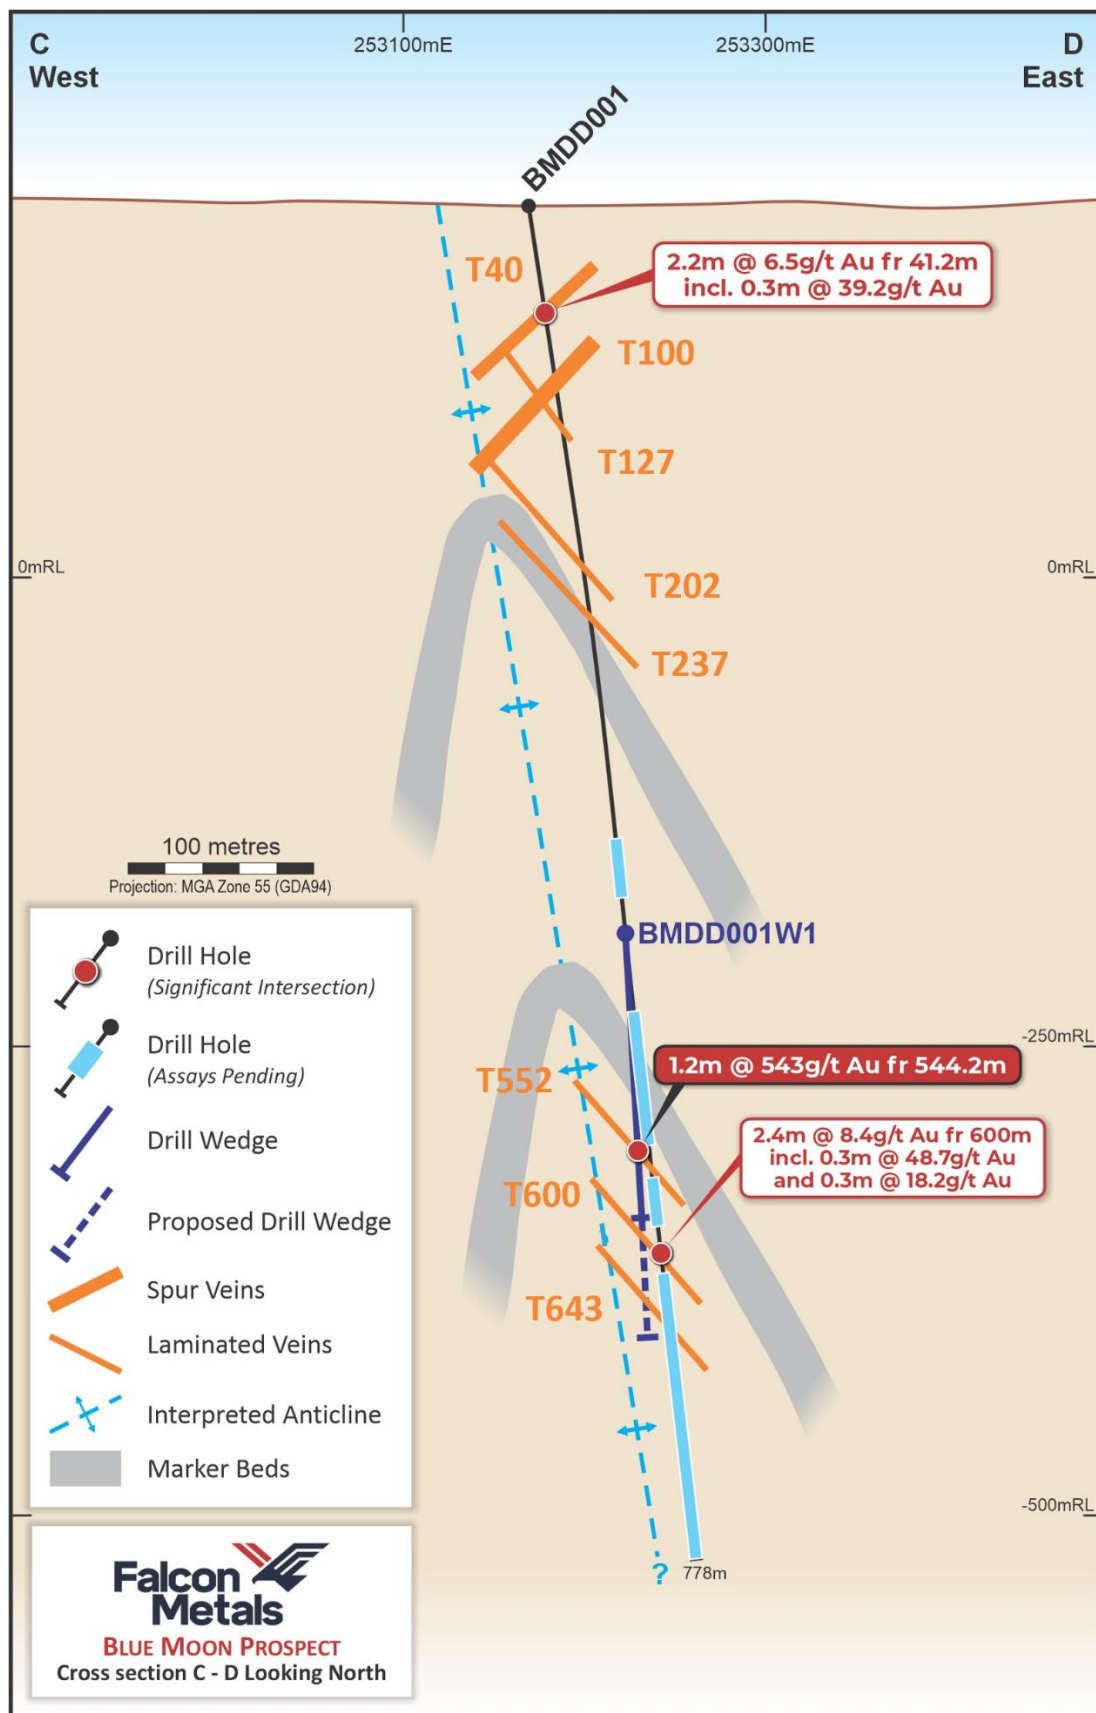 C
West
253100mE
253300mE
D
East
BMDD001
T40
2.2m @ 6.5g/t Au fr 41.2m
incl. 0.3m @ 39.2g/t Au
T100
T127
0mRL
0mRL
T202
T237
100 metres
Projection: MGA Zone 55 (GDA94)
BMDD001W1
Drill Hole
(Significant Intersection)
Drill Hole
(Assays Pending)
Drill Wedge
Proposed Drill Wedge
Spur Veins
Laminated Veins
Interpreted Anticline
Marker Beds
-250mRL
T552
1.2m @ 543g/t Au fr 544.2m
2.4m @ 8.4g/t Au fr 600m
incl. 0.3m @ 48.7g/t Au
and 0.3m @ 18.2g/t Au
T600
T643
-500mRL
?
778m
Falcon
Metals
BLUE MOON PROSPECT
Cross section C - D Looking North